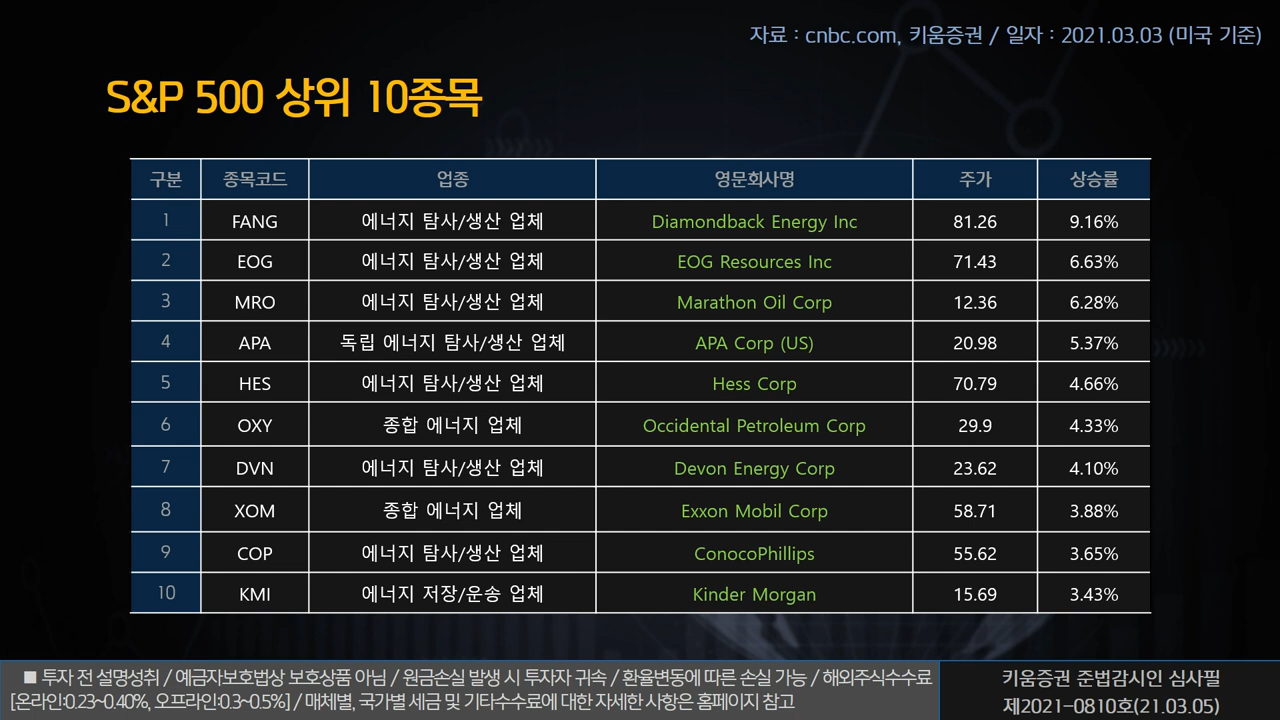 자료 : cnbc.com, 키움증권 / 일자 : 2021.03.03 (미국 기준)
S&P 500 상위 10종목
구분 종목코드 업종 영문회사명 주가 상승률
1 FANG 에너지 탐사/생산 업체 Diamondback Energy Inc 81.26 9.16%
2 EOG 에너지 탐사/생산 업체 EOG Resources Inc 71.43 6.63%
3 MRO 에너지 탐사/생산 업체 Marathon Oil Corp 12.36 6.28%
4 APA 독립 에너지 탐사/생산 업체 APA Corp (US) 20.98 5.37%
5 HES 에너지 탐사/생산 업체 Hess Corp 70.79 4.66%
6 OXY 종합 에너지 업체 Occidental Petroleum Corp 29.9 4.33%
7 DVN 에너지 탐사/생산 업체 Devon Energy Corp 23.62 4.10%
8 XOM 종합 에너지 업체 Exxon Mobil Corp 58.71 3.88%
9 COP 에너지 탐사/생산 업체 ConocoPhillips 55.62 3.65%
10 KMI 에너지 저장/운송 업체 Kinder Morgan 15.69 3.43%
■ 투자 전 설명성취 / 예금자보호법상 보호상품 아님 / 원금손실 발생 시 투자자 귀속 / 환율변동에 따른 손실 가능 / 해외주식수수료
[온라인:0.23~0.40%, 오프라인:0.3~0.5%] / 매체별, 국가별 세금 및 기타수수료에 대한 자세한 사항은 홈페이지 참고
키움증권 준법감시인 심사필
제2021-0810호(21.03.05)